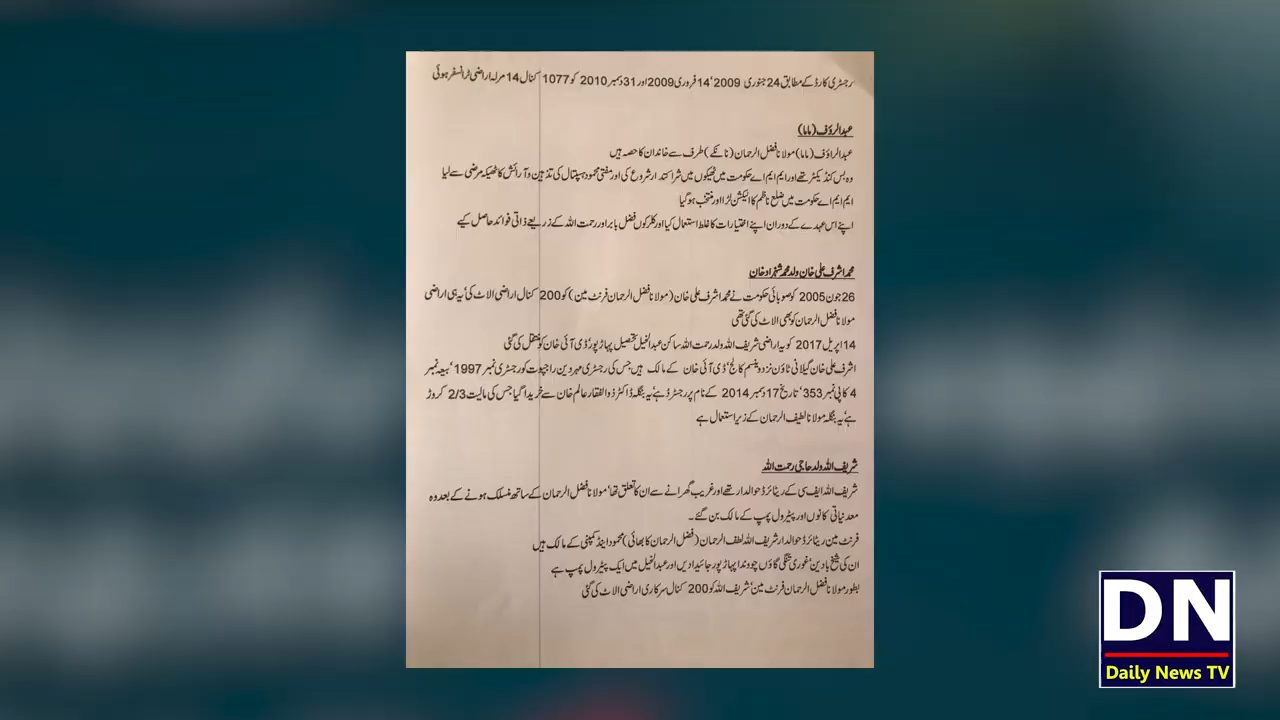 رجسٹری کارڈ کے مطابق 24 جنوری 2009' 14 فروری 2009 اور 31 دسمبر 2010 کو 1077 کنال 14 مرلہ اراضی ٹرانسفر ہوئی
عبدالرؤف (ماما)
عبدالراؤف (ماما) مولانا فضل الرحمان (نانکے) طرف سے خاندان کا حصہ ہیں
وہ بس کنڈیکٹر تھے اور ایم ایم اے حکومت میں ٹھیکوں میں شراکتدار شروع کی اور مفتی محمود ہسپتال کی تذہین و آرائش کا ٹھیکہ مرضی سے لیا
ایم ایم اے حکومت میں ضلع ناظم کا الیکشن لڑا اور منتخب ہوگیا
اپنے اس عہدے کے دوران اپنے اختیارات کا غلط استعمال کیا اور کلرکوں فضل بابر اور رحمت اللہ کے زریعے ذاتی فوائد حاصل کیے
محمد اشرف علی خان ولد محمد شہزاد خان
26 جون 2005 کو صوبائی حکومت نے محمد اشرف علی خان (مولانا فضل الرحمان فرنٹ مین) کو 200 کنال اراضی الاٹ کی' یہ ہی اراضی
مولانا فضل الرحمان کو بھی الاٹ کی گئی تھی
14 اپریل 2017 کو یہ اراضی شریف اللہ ولد رحمت اللہ ساکن عبدالخیل تحصیل پہاڑ پور' ڈی آئی خان کو منتقل کی گئی
اشرف علی خان گیلانی ٹاؤن نزد وینسم کالج' ڈی آئی خان کے مالک ہیں جس کی رجسٹری مہر دین راجپوت کو رجسٹری نمبر 1997' بیعہ نمبر
4 کاپی نمبر 353' تاریخ 17 دسمبر 2014 کے نام پر رجسٹرڈ ہے' یہ بنگلہ ڈاکٹر ذوالفقار عالم خان سے خریدا گیا جس کی مالیت 2/3 کروڑ
ہے' یہ بنگلہ مولانا لطیف الرحمان کے زیر استعمال ہے
شریف اللہ ولد حاجی رحمت اللہ
شریف اللہ ایف سی کے ریٹائرڈ حوالدار تھے اور غریب گھرانے سے ان کا تعلق تھا' مولانا فضل الرحمان کے ساتھ منسلک ہونے کے بعد وہ
معدنیاتی کانوں اور پیٹرول پمپ کے مالک بن گئے۔
فرنٹ مین ریٹائرڈ حوالدار شریف اللہ لطف الرحمان (فضل الرحمان کا بھائی) محمود اینڈ کمپنی کے مالک ہیں
ان کی شیخ بادین' غوری تنگی گاؤں چووندا پہاڑ پور جائیدادیں اور عبدالخیل میں ایک پیٹرول پمپ ہے
بطور مولانا فضل الرحمان فرنٹ مین' شریف اللہ کو 200 کنال سرکاری اراضی الاٹ کی گئی
DN
Daily News TV